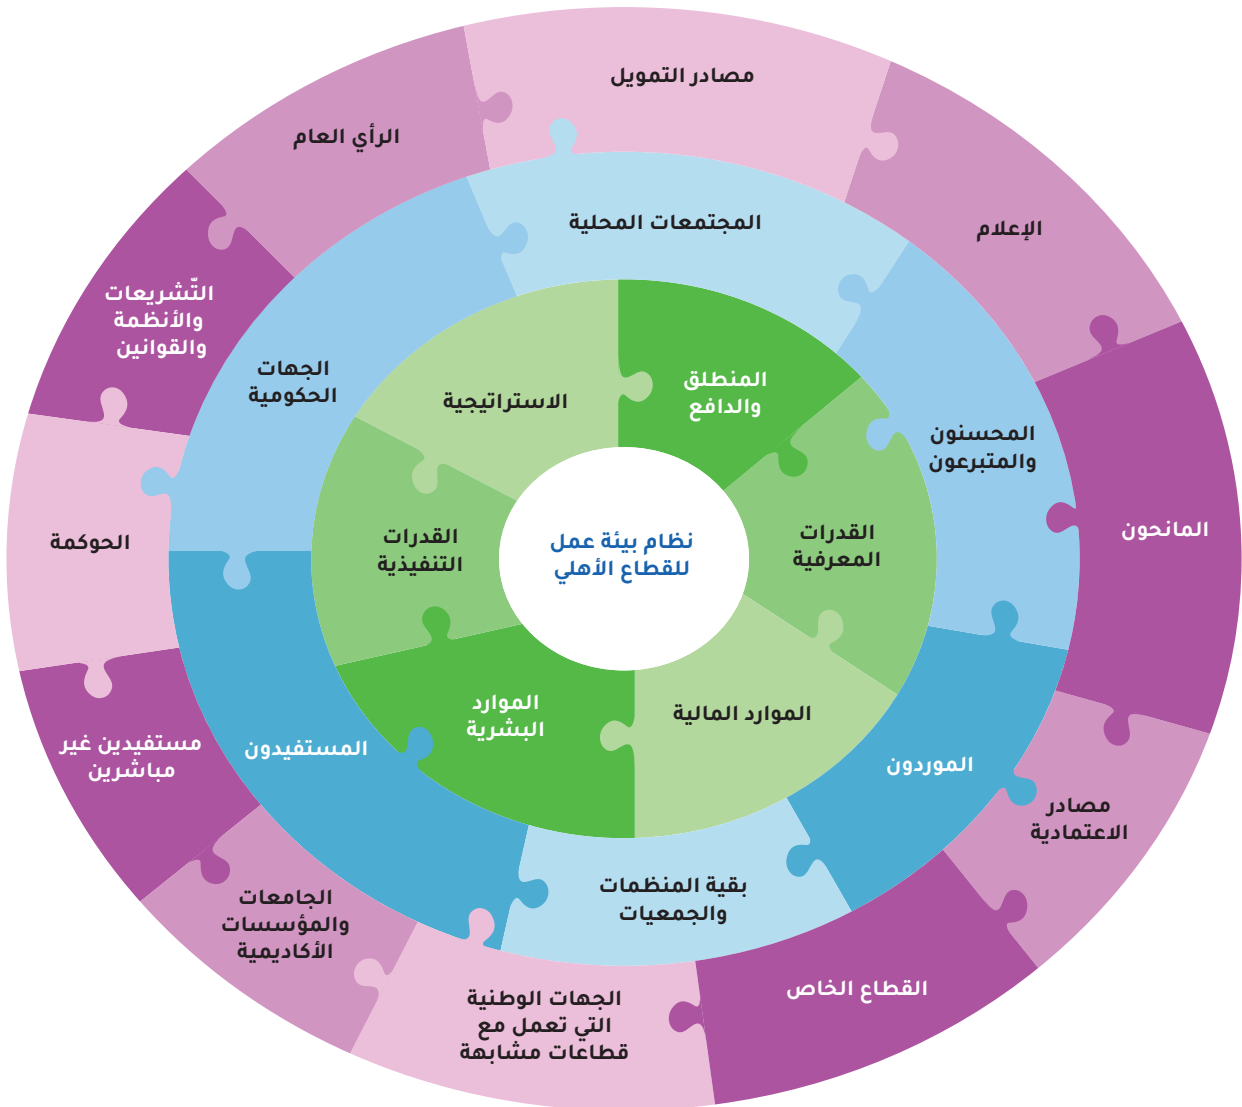 مصادر التمويل
الإعلام
المانحون
مصادر
الاعتمادية
القطاع الخاص
الجهات الوطنية
التي تعمل مع
قطاعات مشابهة
الجامعات
والمؤسسات
الأكاديمية
مستفيدين غير
مباشرين
الحوكمة
التّشريعات
والأنظمة
والقوانين
الرأي العام
المجتمعات المحلية
المحسنون
والمتبرعون
الموردون
بقية المنظمات
والجمعيات
المستفيدون
الجهات
الحكومية
المنطلق
والدافع
القدرات
المعرفية
الموارد المالية
الموارد
البشرية
القدرات
التنفيذية
الاستراتيجية
نظام بيئة عمل
للقطاع الأهلي